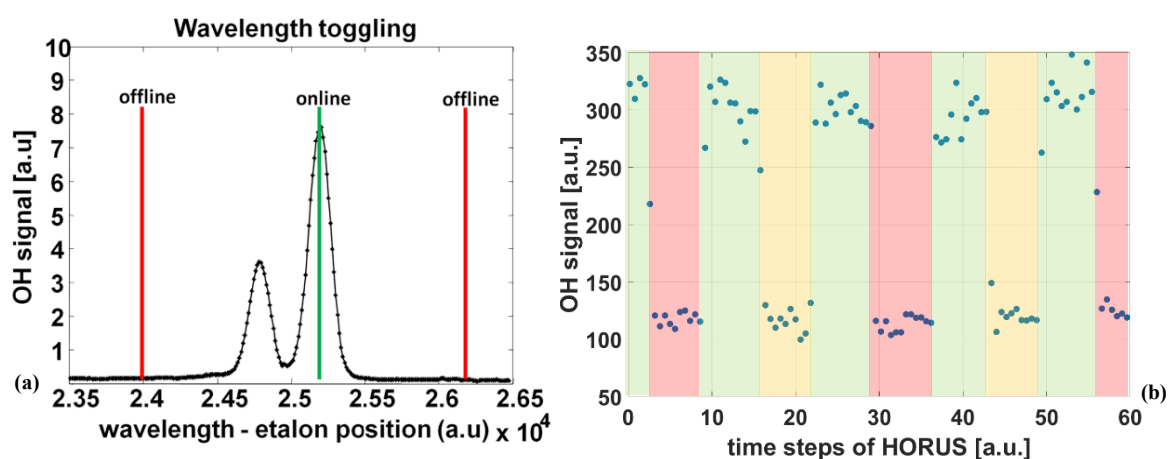 Wavelength toggling
10
9
8
7
6
5
4
3
2
1
OH signal [a.u]
offline
online
offline
2.35
2.4
2.45
2.5
2.55
2.6
2.65
wavelength - etalon position (a.u) x 10^4
(a)
350
300
250
200
150
100
50
OH signal [a.u.]
0 10 20 30 40 50 60
time steps of HORUS [a.u.]
(b)